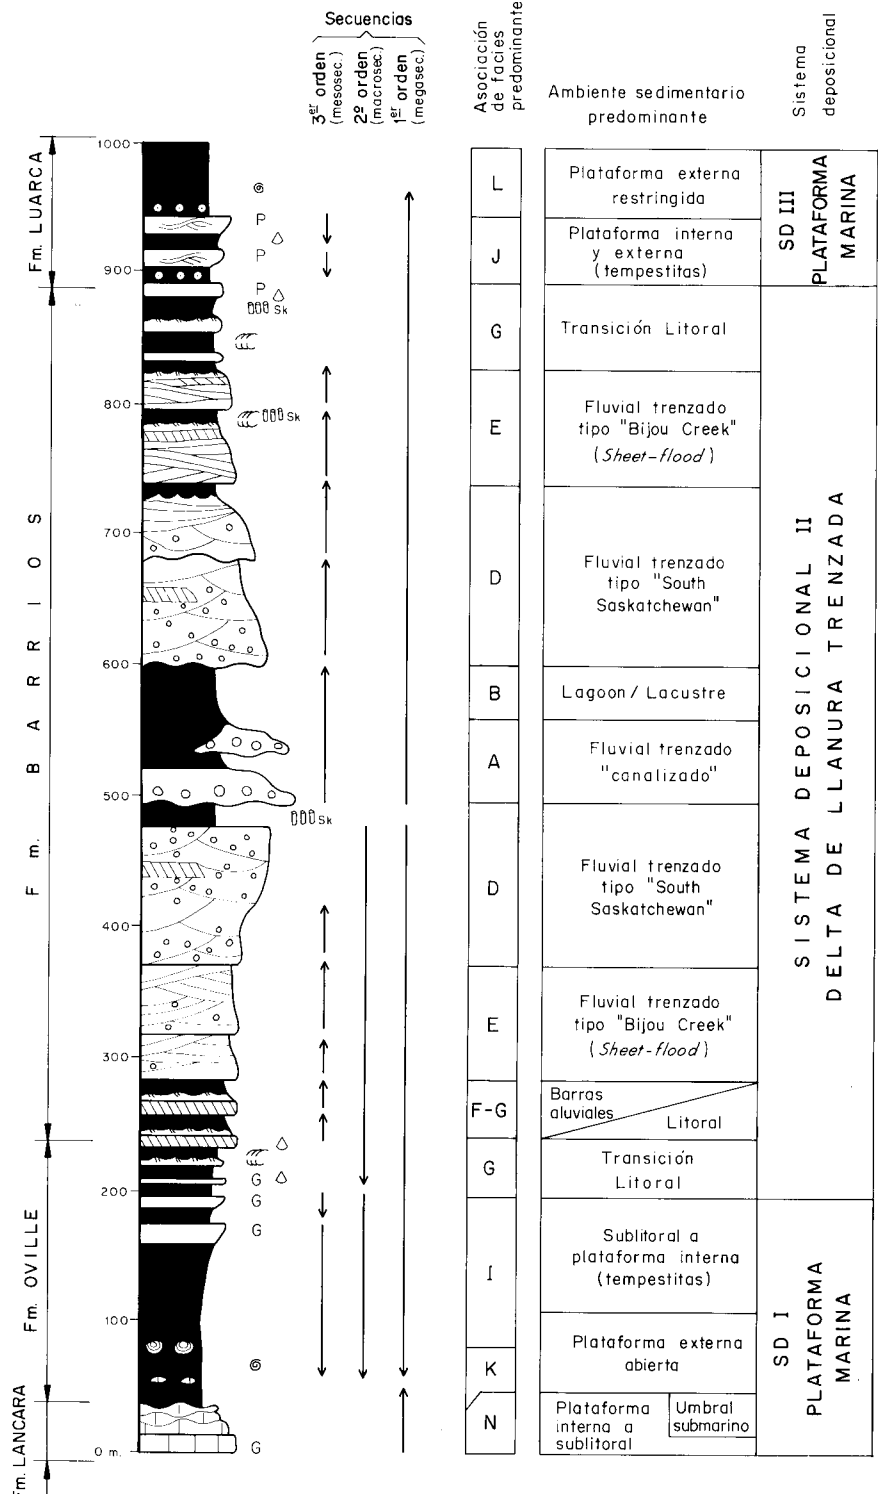 Secuencias
3er orden
(mesosec.)
2º orden
(macrosec.)
1er orden
(megasec.)
Asociación
de facies
predominante
Ambiente sedimentario
predominante
Sistema
deposicional
Fm. LUARCA
Fm. BARRIOS
Fm. OVILLE
Fm. LANCARA
1000
900
800
700
600
500
400
300
200
100
0 m.
P
P
P
Sk
Sk
Sk
G
G
G
G
L
Plataforma externa
restringida
J
Plataforma interna
y externa
(tempestitas)
G
Transición Litoral
E
Fluvial trenzado
tipo "Bijou Creek"
(Sheet-flood)
D
Fluvial trenzado
tipo "South
Saskatchewan"
B
Lagoon / Lacustre
A
Fluvial trenzado
"canalizado"
D
Fluvial trenzado
tipo "South
Saskatchewan"
E
Fluvial trenzado
tipo "Bijou Creek"
(Sheet-flood)
F-G
Barras
aluviales
Litoral
G
Transición
Litoral
I
Sublitoral a
plataforma interna
(tempestitas)
K
Plataforma externa
abierta
N
Plataforma
interna a
sublitoral
Umbral
submarino
SD III
PLATAFORMA
MARINA
SISTEMA DEPOSICIONAL II
DELTA DE LLANURA TRENZADA
SD I
PLATAFORMA
MARINA